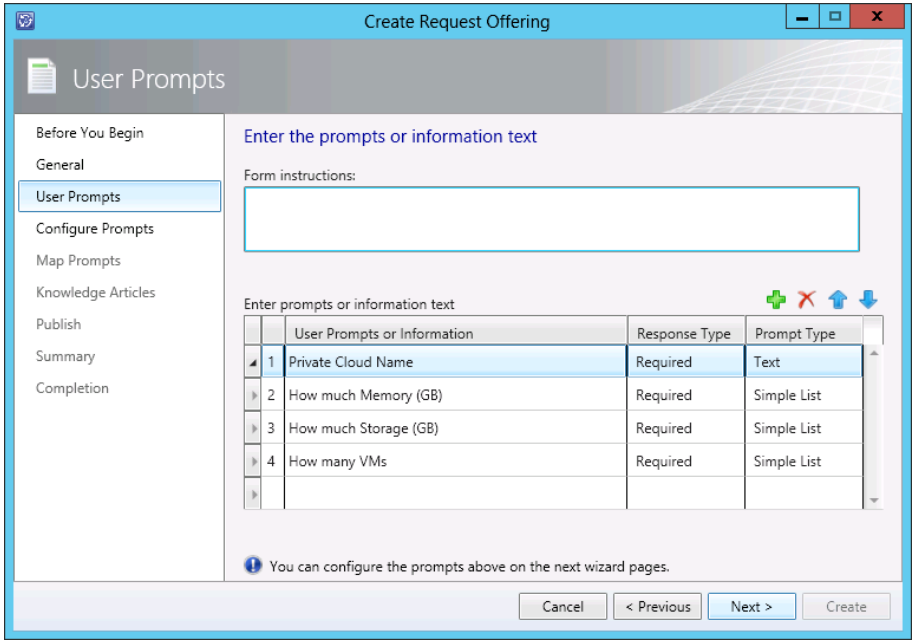 Create Request Offering
User Prompts
Before You Begin
General
User Prompts
Configure Prompts
Map Prompts
Knowledge Articles
Publish
Summary
Completion
Enter the prompts or information text
Form instructions:
Enter prompts or information text
User Prompts or Information Response Type Prompt Type
1 Private Cloud Name Required Text
2 How much Memory (GB) Required Simple List
3 How much Storage (GB) Required Simple List
4 How many VMs Required Simple List
You can configure the prompts above on the next wizard pages.
Cancel < Previous Next > Create